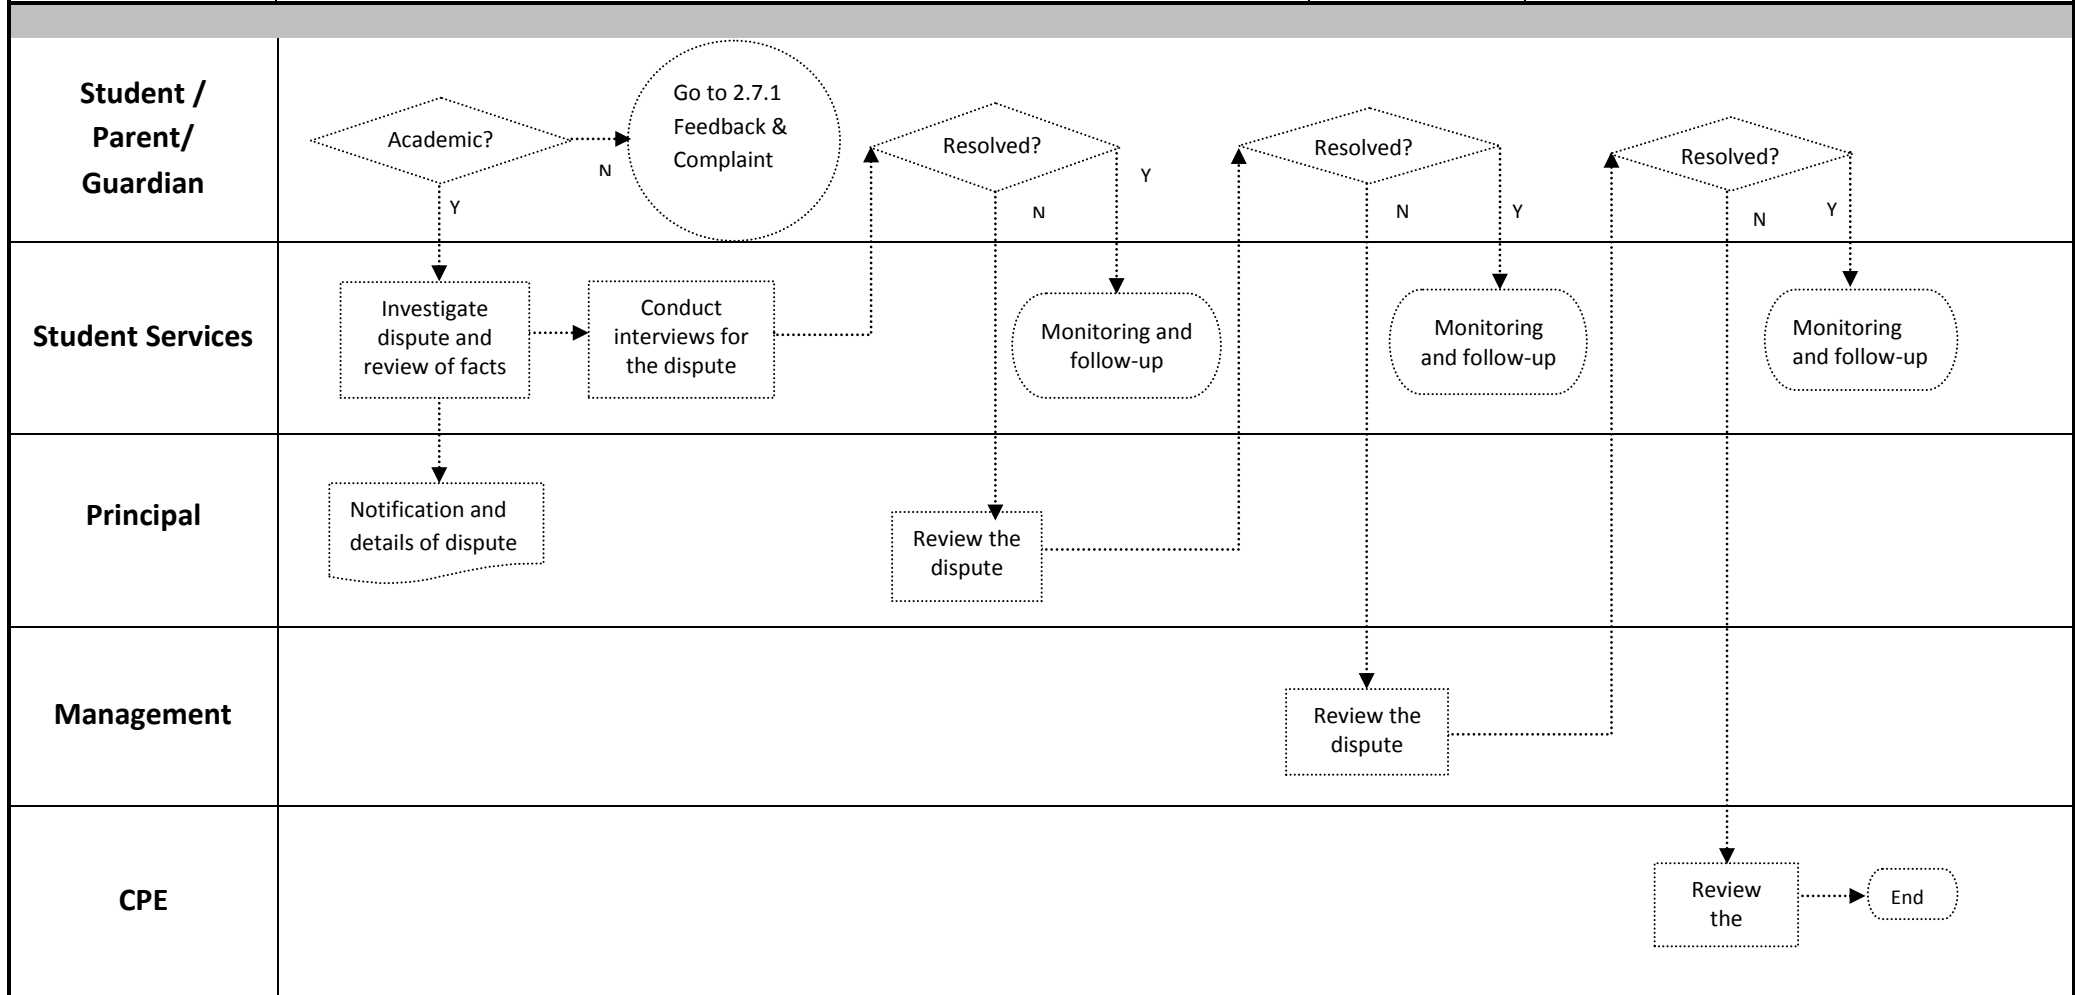 Student /
Parent/
Guardian
Academic?
N
Y
Go to 2.7.1
Feedback &
Complaint
Resolved?
Y
N
Resolved?
N
Y
Resolved?
N
Y
Student Services
Investigate
dispute and
review of facts
Conduct
interviews for
the dispute
Monitoring and
follow-up
Monitoring
and follow-up
Monitoring
and follow-up
Principal
Notification and
details of dispute
Review the
dispute
Management
Review the
dispute
CPE
Review
the
End